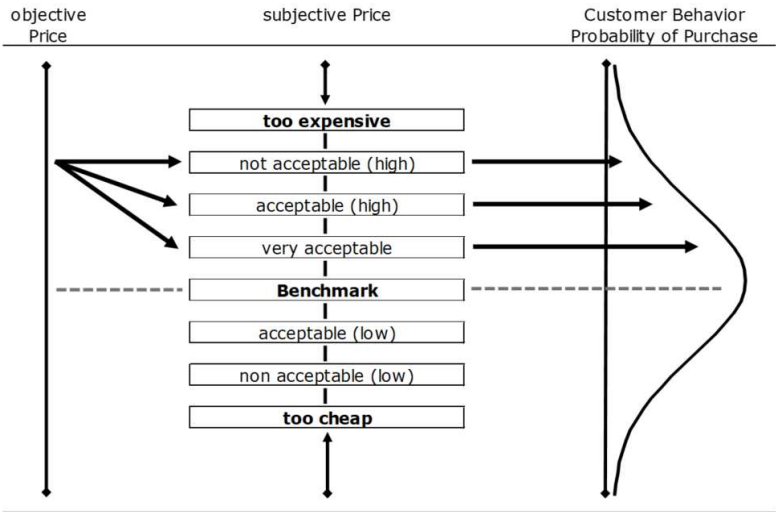 objective
Price
subjective Price
Customer Behavior
Probability of Purchase
too expensive
not acceptable (high)
acceptable (high)
very acceptable
Benchmark
acceptable (low)
non acceptable (low)
too cheap